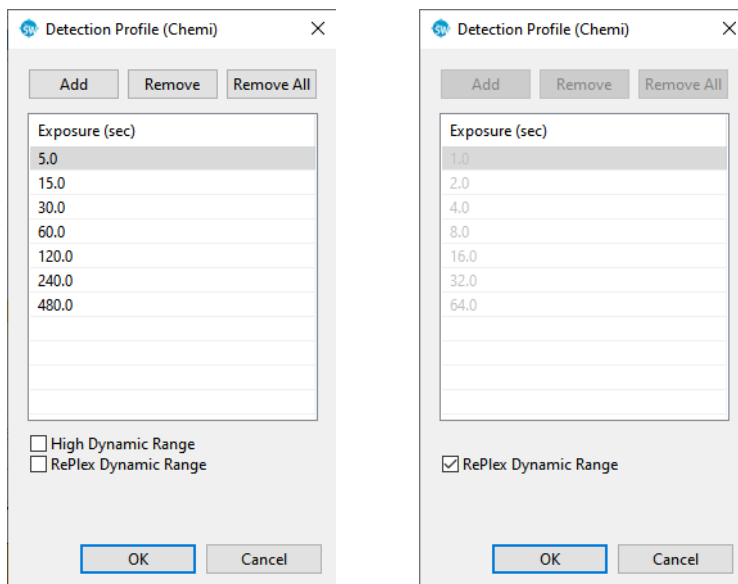 SW Detection Profile (Chemi)
Add Remove Remove All
Exposure (sec)
5.0
15.0
30.0
60.0
120.0
240.0
480.0
High Dynamic Range
RePlex Dynamic Range
OK Cancel
SW Detection Profile (Chemi)
Add Remove Remove All
Exposure (sec)
1.0
2.0
4.0
8.0
16.0
32.0
64.0
RePlex Dynamic Range
OK Cancel